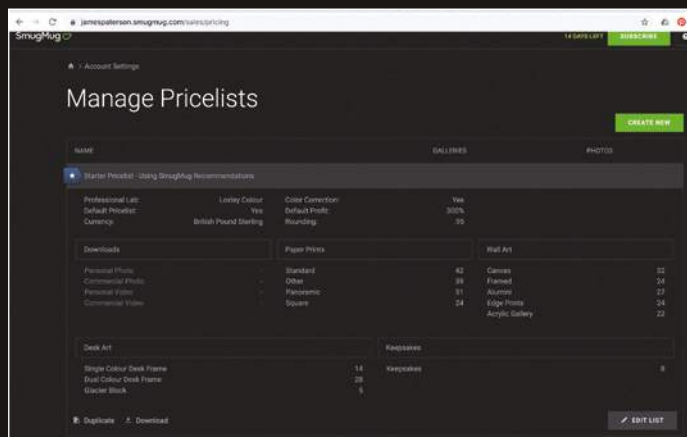 jamespaterson.smugmug.com/sales/pricing
SmugMug
14 DAYS LEFT SUBSCRIBE
> Account Settings
Manage Pricelists
CREATE NEW
NAME GALLERIES PHOTOS
Starter Pricelist - Using SmugMug Recommendations
Professional Lab: Loxley Colour Color Correction: Yes
Default Pricelist: Yes Default Profit: 300%
Currency: British Pound Sterling Rounding: .95
Downloads Paper Prints Wall Art
Personal Photo - Standard 42 Canvas 32
Commercial Photo - Other 39 Framed 24
Personal Video - Panoramic 51 Alumini 27
Commercial Video - Square 24 Edge Prints 24
Acrylic Gallery 22
Desk Art Keepsakes
Single Colour Desk Frame 14 Keepsakes 8
Dual Colour Desk Frame 28
Glacier Block 5
Duplicate Download EDIT LIST